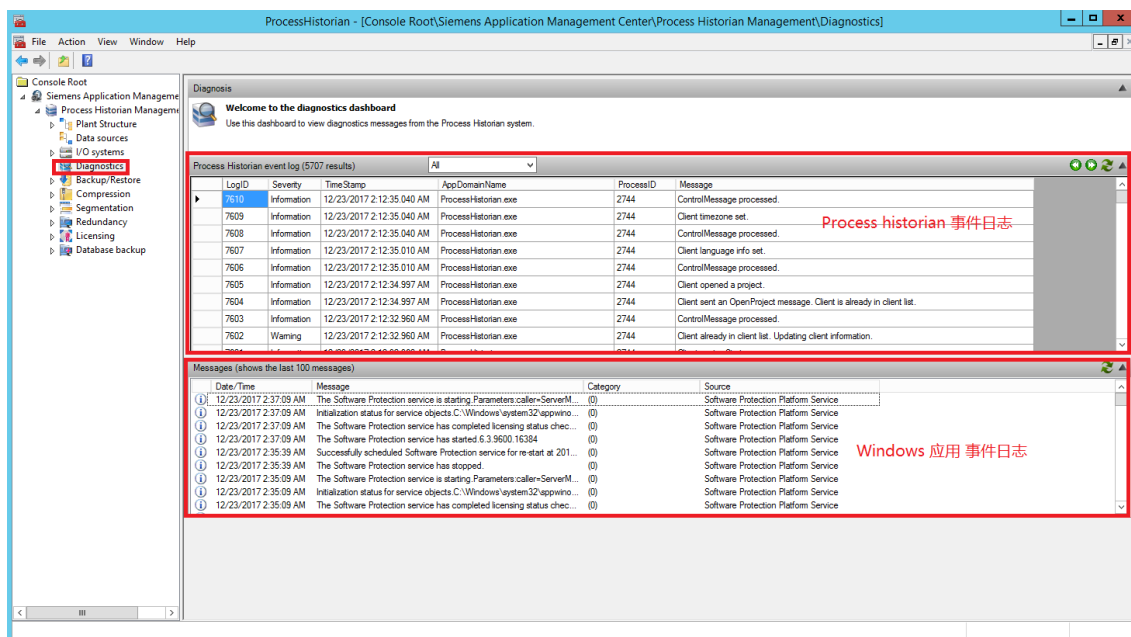 ProcessHistorian - [Console Root\Siemens Application Management Center\Process Historian Management\Diagnostics]
File Action View Window Help
Console Root
Siemens Application Manageme
Process Historian Manageme
Plant Structure
Data sources
I/O systems
Diagnostics
Backup/Restore
Compression
Segmentation
Redundancy
Licensing
Database backup
Diagnosis
Welcome to the diagnostics dashboard
Use this dashboard to view diagnostics messages from the Process Historian system.
Process Historian event log (5707 results) All
LogID Severity TimeStamp AppDomainName ProcessID Message
7610 Information 12/23/2017 2:12:35.040 AM ProcessHistorian.exe 2744 ControlMessage processed.
7609 Information 12/23/2017 2:12:35.040 AM ProcessHistorian.exe 2744 Client timezone set.
7608 Information 12/23/2017 2:12:35.040 AM ProcessHistorian.exe 2744 ControlMessage processed.
7607 Information 12/23/2017 2:12:35.010 AM ProcessHistorian.exe 2744 Client language info set.
7606 Information 12/23/2017 2:12:35.010 AM ProcessHistorian.exe 2744 ControlMessage processed.
7605 Information 12/23/2017 2:12:34.997 AM ProcessHistorian.exe 2744 Client opened a project.
7604 Information 12/23/2017 2:12:34.997 AM ProcessHistorian.exe 2744 Client sent an OpenProject message. Client is already in client list.
7603 Information 12/23/2017 2:12:32.960 AM ProcessHistorian.exe 2744 ControlMessage processed.
7602 Warning 12/23/2017 2:12:32.960 AM ProcessHistorian.exe 2744 Client already in client list. Updating client information.
Process historian 事件日志
Messages (shows the last 100 messages)
Date/Time Message Category Source
12/23/2017 2:37:09 AM The Software Protection service is starting.Parameters:caller=ServerM... (0) Software Protection Platform Service
12/23/2017 2:37:09 AM Initialization status for service objects.C:\Windows\system32\sppwino... (0) Software Protection Platform Service
12/23/2017 2:37:09 AM The Software Protection service has completed licensing status chec... (0) Software Protection Platform Service
12/23/2017 2:37:09 AM The Software Protection service has started.6.3.9600.16384 (0) Software Protection Platform Service
12/23/2017 2:35:39 AM Successfully scheduled Software Protection service for re-start at 201... (0) Software Protection Platform Service
12/23/2017 2:35:39 AM The Software Protection service has stopped. (0) Software Protection Platform Service
12/23/2017 2:35:09 AM The Software Protection service is starting.Parameters:caller=ServerM... (0) Software Protection Platform Service
12/23/2017 2:35:09 AM Initialization status for service objects.C:\Windows\system32\sppwino... (0) Software Protection Platform Service
12/23/2017 2:35:09 AM The Software Protection service has completed licensing status chec... (0) Software Protection Platform Service
Windows 应用 事件日志